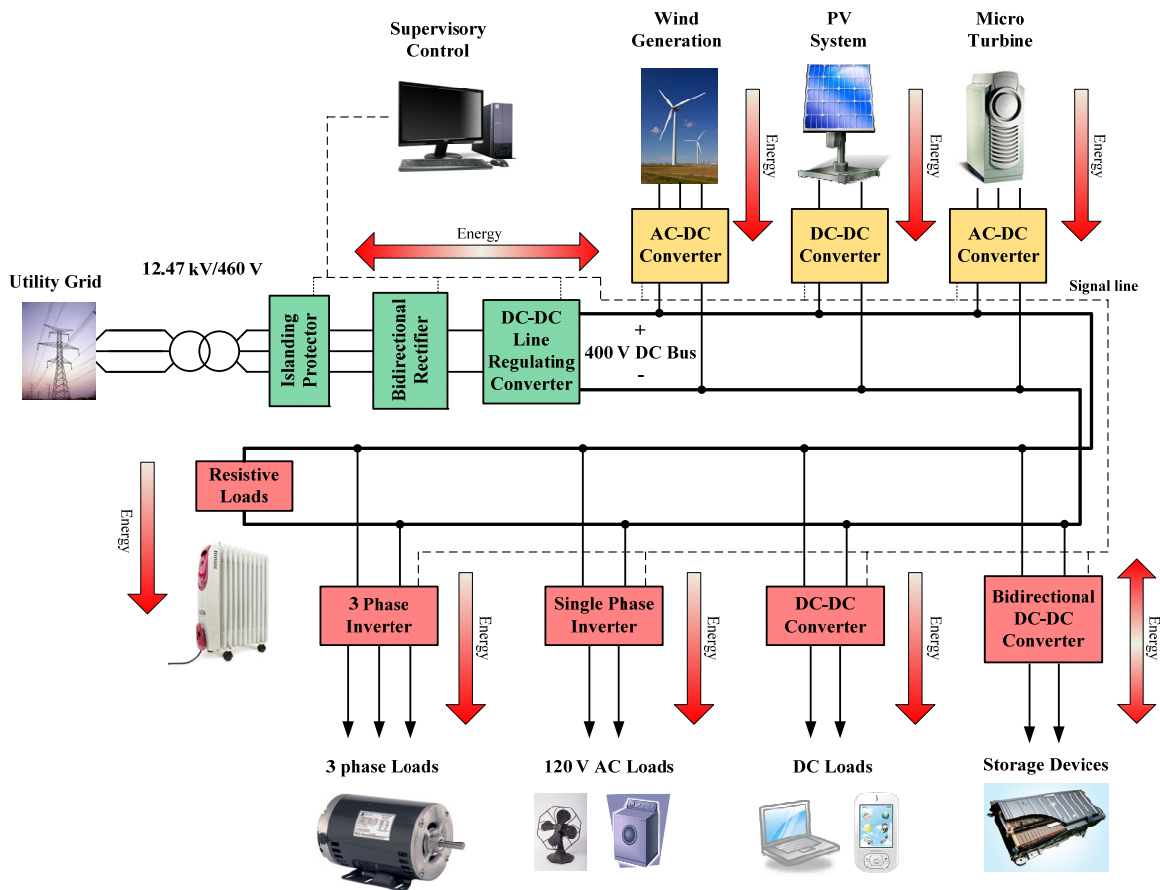 Supervisory
Control
Wind
Generation
PV
System
Micro
Turbine
Energy
Energy
Energy
AC-DC
Converter
DC-DC
Converter
AC-DC
Converter
Energy
12.47 kV/460 V
Utility Grid
Signal line
Islanding
Protector
Bidirectional
Rectifier
DC-DC
Line
Regulating
Converter
+
400 V DC Bus
-
Resistive
Loads
Energy
3 Phase
Inverter
Energy
Single Phase
Inverter
Energy
DC-DC
Converter
Energy
Bidirectional
DC-DC
Converter
Energy
3 phase Loads
120 V AC Loads
DC Loads
Storage Devices